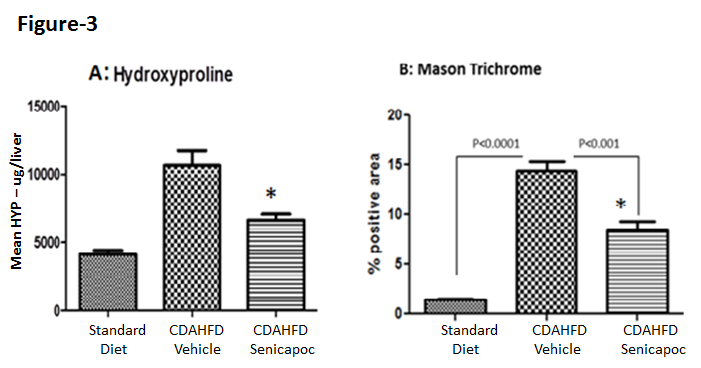 Figure-3
A: Hydroxyproline
Mean HYP – ug/liver
15000
10000
5000
0
*
Standard
Diet
CDAHFD
Vehicle
CDAHFD
Senicapoc
B: Mason Trichrome
% positive area
20
15
10
5
0
P<0.0001
P<0.001
*
Standard
Diet
CDAHFD
Vehicle
CDAHFD
Senicapoc